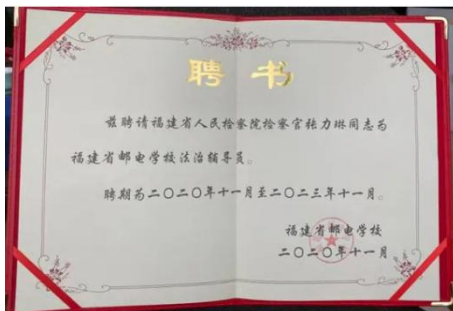 聘书
兹聘请福建省人民检察院检察官张力琳同志为
福建省邮电学校法治辅导员。
聘期为二〇二〇年十一月至二〇二三年十一月。
福建省邮电学校
二〇二〇年十一月